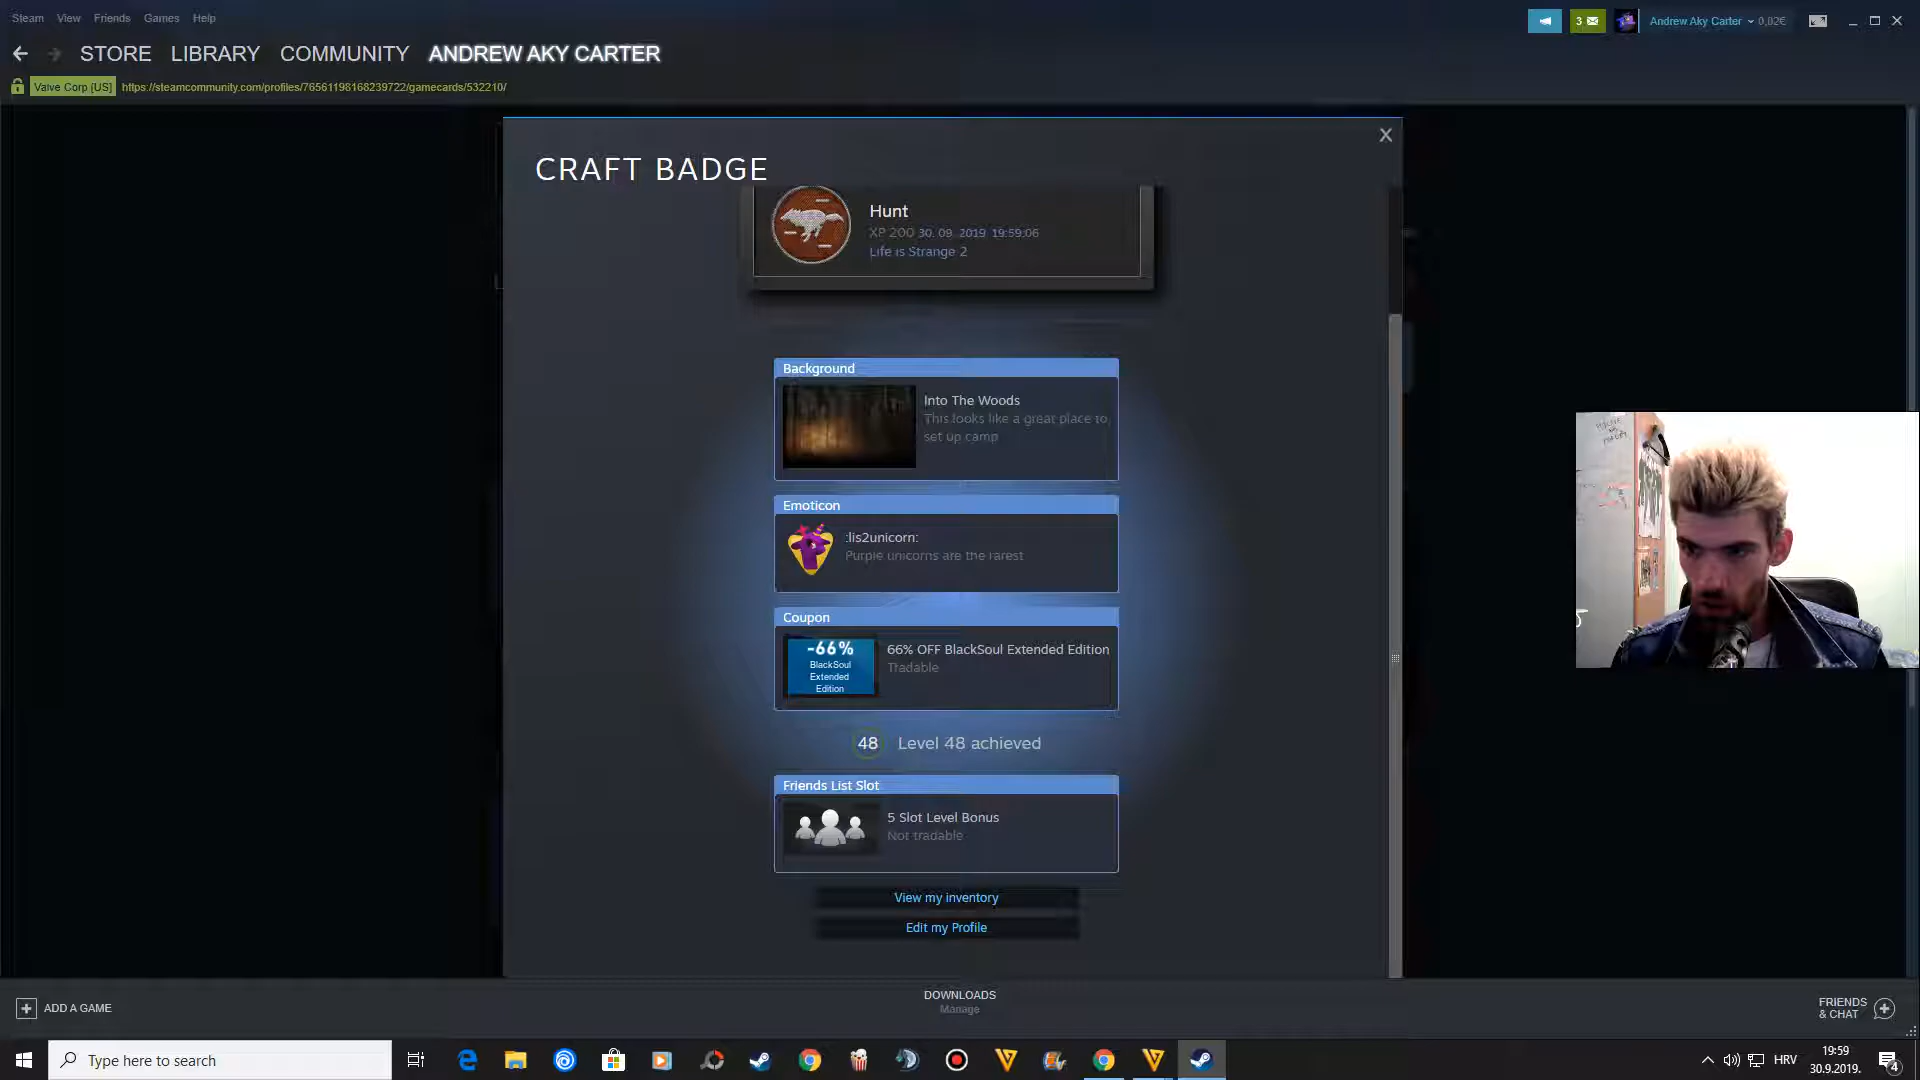 Steam View Friends Games Help
3
Andrew Aky Carter 0,82€
STORE LIBRARY COMMUNITY ANDREW AKY CARTER
Valve Corp [US] https://steamcommunity.com/profiles/76561198168239722/gamecards/532210/
X
CRAFT BADGE
Hunt
XP 200 30. 09. 2019 19:59:06
Life is Strange 2
Background
Into The Woods
This looks like a great place to
set up camp
Emoticon
:lis2unicorn:
Purple unicorns are the rarest
Coupon
-66%
BlackSoul
Extended
Edition
66% OFF BlackSoul Extended Edition
Tradable
48 Level 48 achieved
Friends List Slot
5 Slot Level Bonus
Not tradable
View my inventory
Edit my Profile
ADD A GAME
DOWNLOADS
Manage
FRIENDS
& CHAT
Type here to search
HRV
19:59
30.9.2019.
4